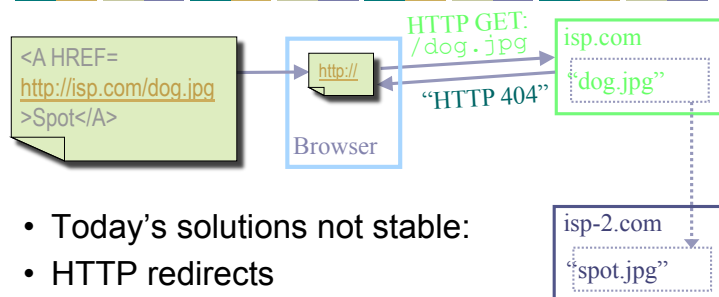 <A HREF=
http://isp.com/dog.jpg
>Spot</A>
http://
Browser
HTTP GET:
/dog.jpg
“HTTP 404”
isp.com
“dog.jpg”
• Today’s solutions not stable:
• HTTP redirects
isp-2.com
“spot.jpg”